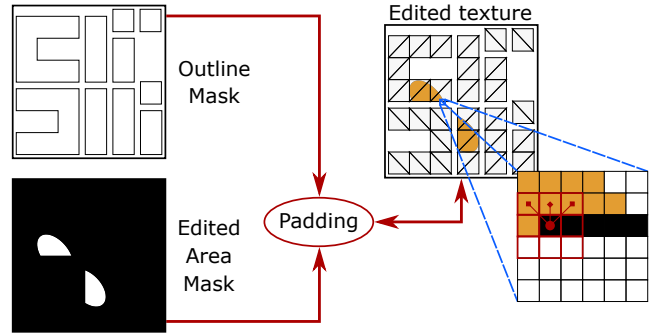 Edited texture
Outline
Mask
Padding
Edited
Area
Mask